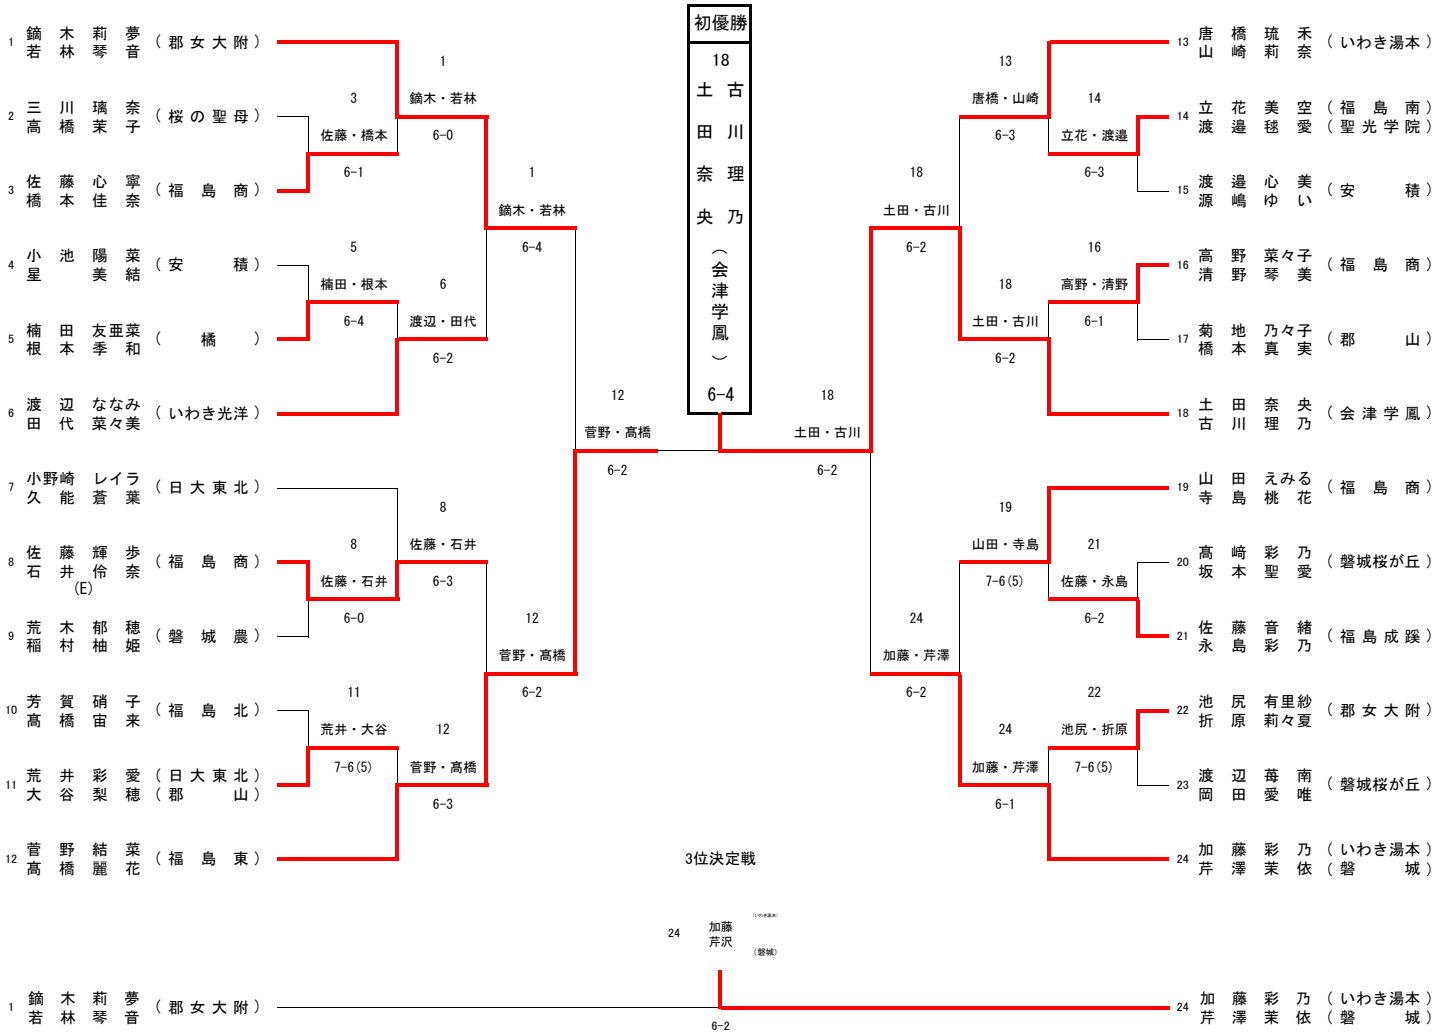 初優勝
18
土田奈央
古川理乃
（会津学鳳）
6-4
1 鏑木莉夢 若林琴音 （郡女大附）
2 三川璃奈 高橋茉子 （桜の聖母）
3 佐藤心寧 橋本佳奈 （福島商）
4 小池陽菜 星美結 （安積）
5 楠田友亜菜 根本季和 （橘）
6 渡辺ななみ 田代菜々美 （いわき光洋）
7 小野崎レイラ 久能蒼葉 （日大東北）
8 佐藤輝歩 石井伶奈 （福島商）
(E)
9 荒木郁穂 稲村柚姫 （磐城農）
10 芳賀硝子 髙橋宙来 （福島北）
11 荒井彩愛 （日大東北）
大谷梨穂 （郡山）
12 菅野結菜 髙橋麗花 （福島東）
3
佐藤・橋本
6-1
5
楠田・根本
6-4
8
佐藤・石井
6-0
11
荒井・大谷
7-6(5)
1
鏑木・若林
6-0
6
渡辺・田代
6-2
8
佐藤・石井
6-3
12
菅野・髙橋
6-3
1
鏑木・若林
6-4
12
菅野・髙橋
6-2
12
菅野・髙橋
6-2
18
土田・古川
6-2
18
土田・古川
6-2
24
加藤・芹澤
6-2
13
唐橋・山崎
6-3
18
土田・古川
6-2
19
山田・寺島
7-6(5)
24
加藤・芹澤
6-1
14
立花・渡邉
6-3
16
高野・清野
6-1
21
佐藤・永島
6-2
22
池尻・折原
7-6(5)
13 唐橋琉禾 山崎莉奈 （いわき湯本）
14 立花美空 （福島南）
渡邉毬愛 （聖光学院）
15 渡邉心美 源嶋ゆい （安積）
16 高野菜々子 清野琴美 （福島商）
17 菊地乃々子 橋本真実 （郡山）
18 土田奈央 古川理乃 （会津学鳳）
19 山田えみる 寺島桃花 （福島商）
20 髙﨑彩乃 坂本聖愛 （磐城桜が丘）
21 佐藤音緒 永島彩乃 （福島成蹊）
22 池尻有里紗 折原莉々夏 （郡女大附）
23 渡辺苺南 岡田愛唯 （磐城桜が丘）
24 加藤彩乃 （いわき湯本）
芹澤茉依 （磐城）
3位決定戦
24 加藤 (いわき湯本)
芹沢 (磐城)
1 鏑木莉夢 若林琴音 （郡女大附）
6-2
24 加藤彩乃 （いわき湯本）
芹澤茉依 （磐城）